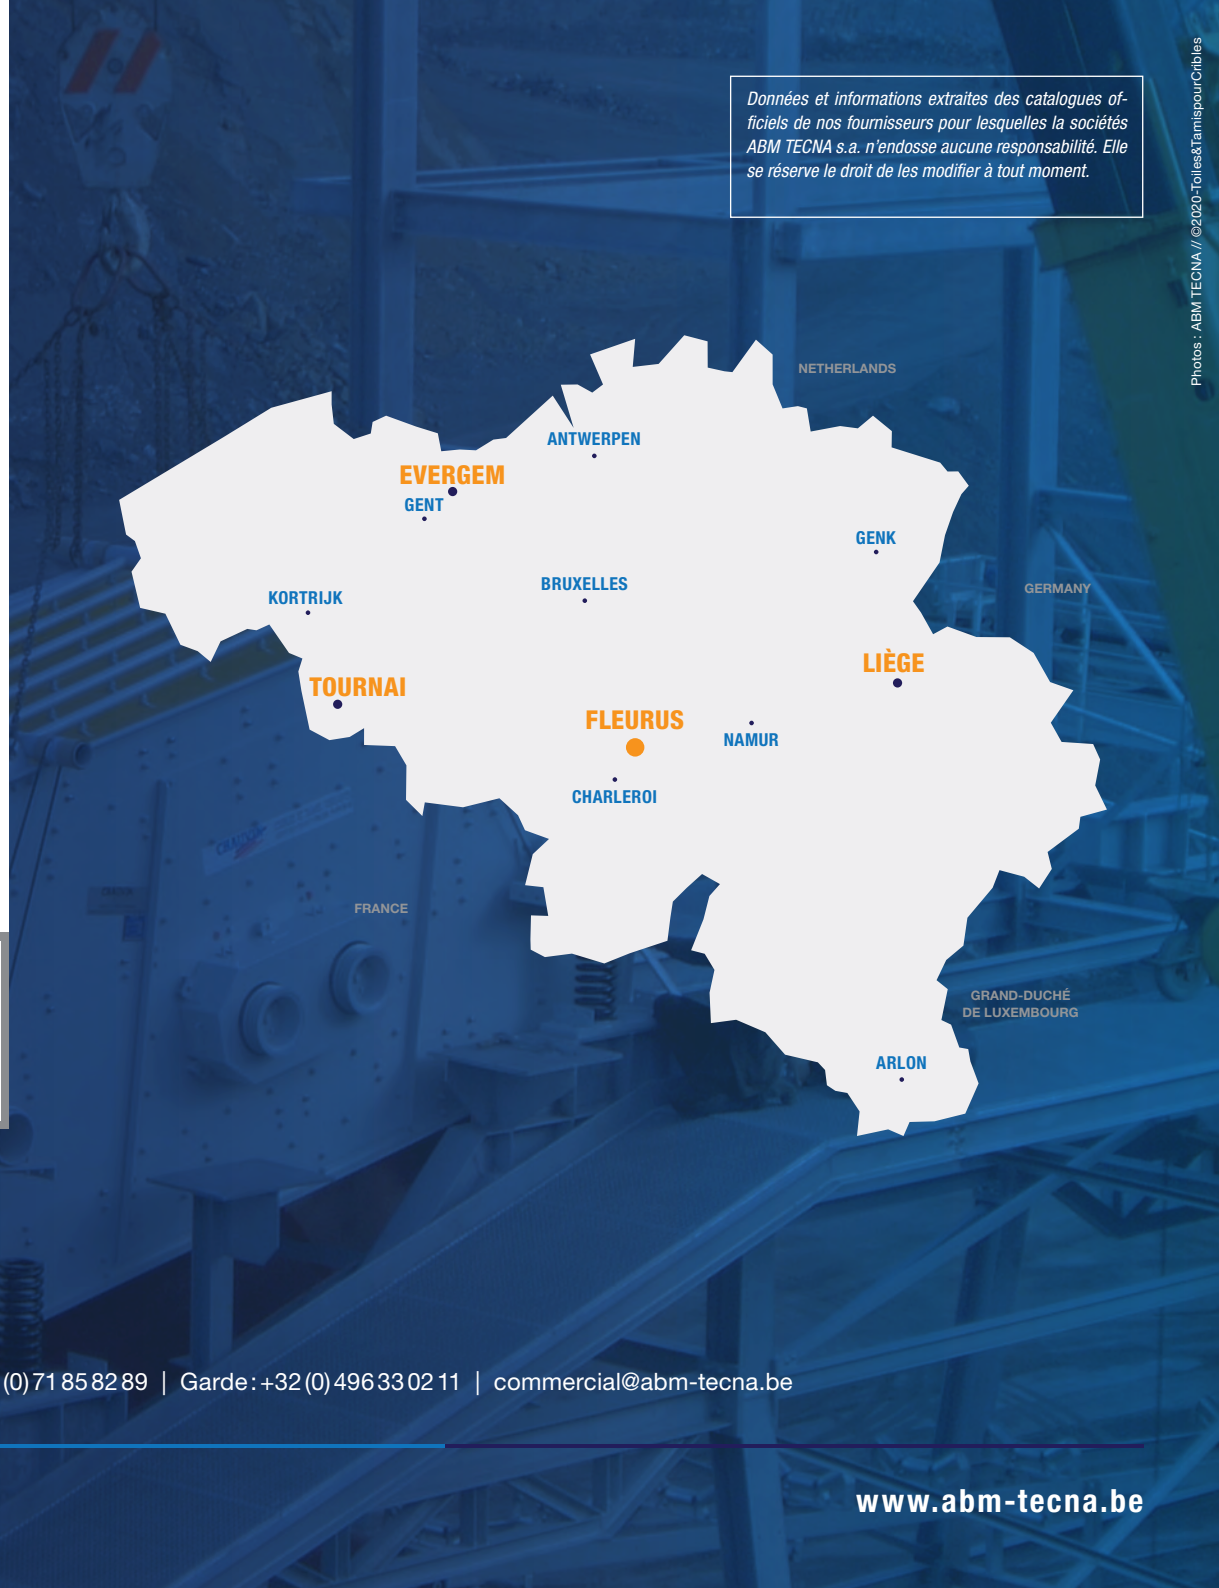 Données et informations extraites des catalogues of-
ficiels de nos fournisseurs pour lesquelles la sociétés
ABM TECNA s.a. n'endosse aucune responsabilité. Elle
se réserve le droit de les modifier à tout moment.
Photos : ABM TECNA // ©2020-Toiles&TamispourCribles
NETHERLANDS
ANTWERPEN
EVERGEM
GENT
GENK
BRUXELLES
GERMANY
KORTRIJK
LIÈGE
TOURNAI
FLEURUS
NAMUR
CHARLEROI
FRANCE
GRAND-DUCHÉ
DE LUXEMBOURG
ARLON
(0) 71 85 82 89 | Garde : +32 (0) 496 33 02 11 | commercial@abm-tecna.be
www.abm-tecna.be